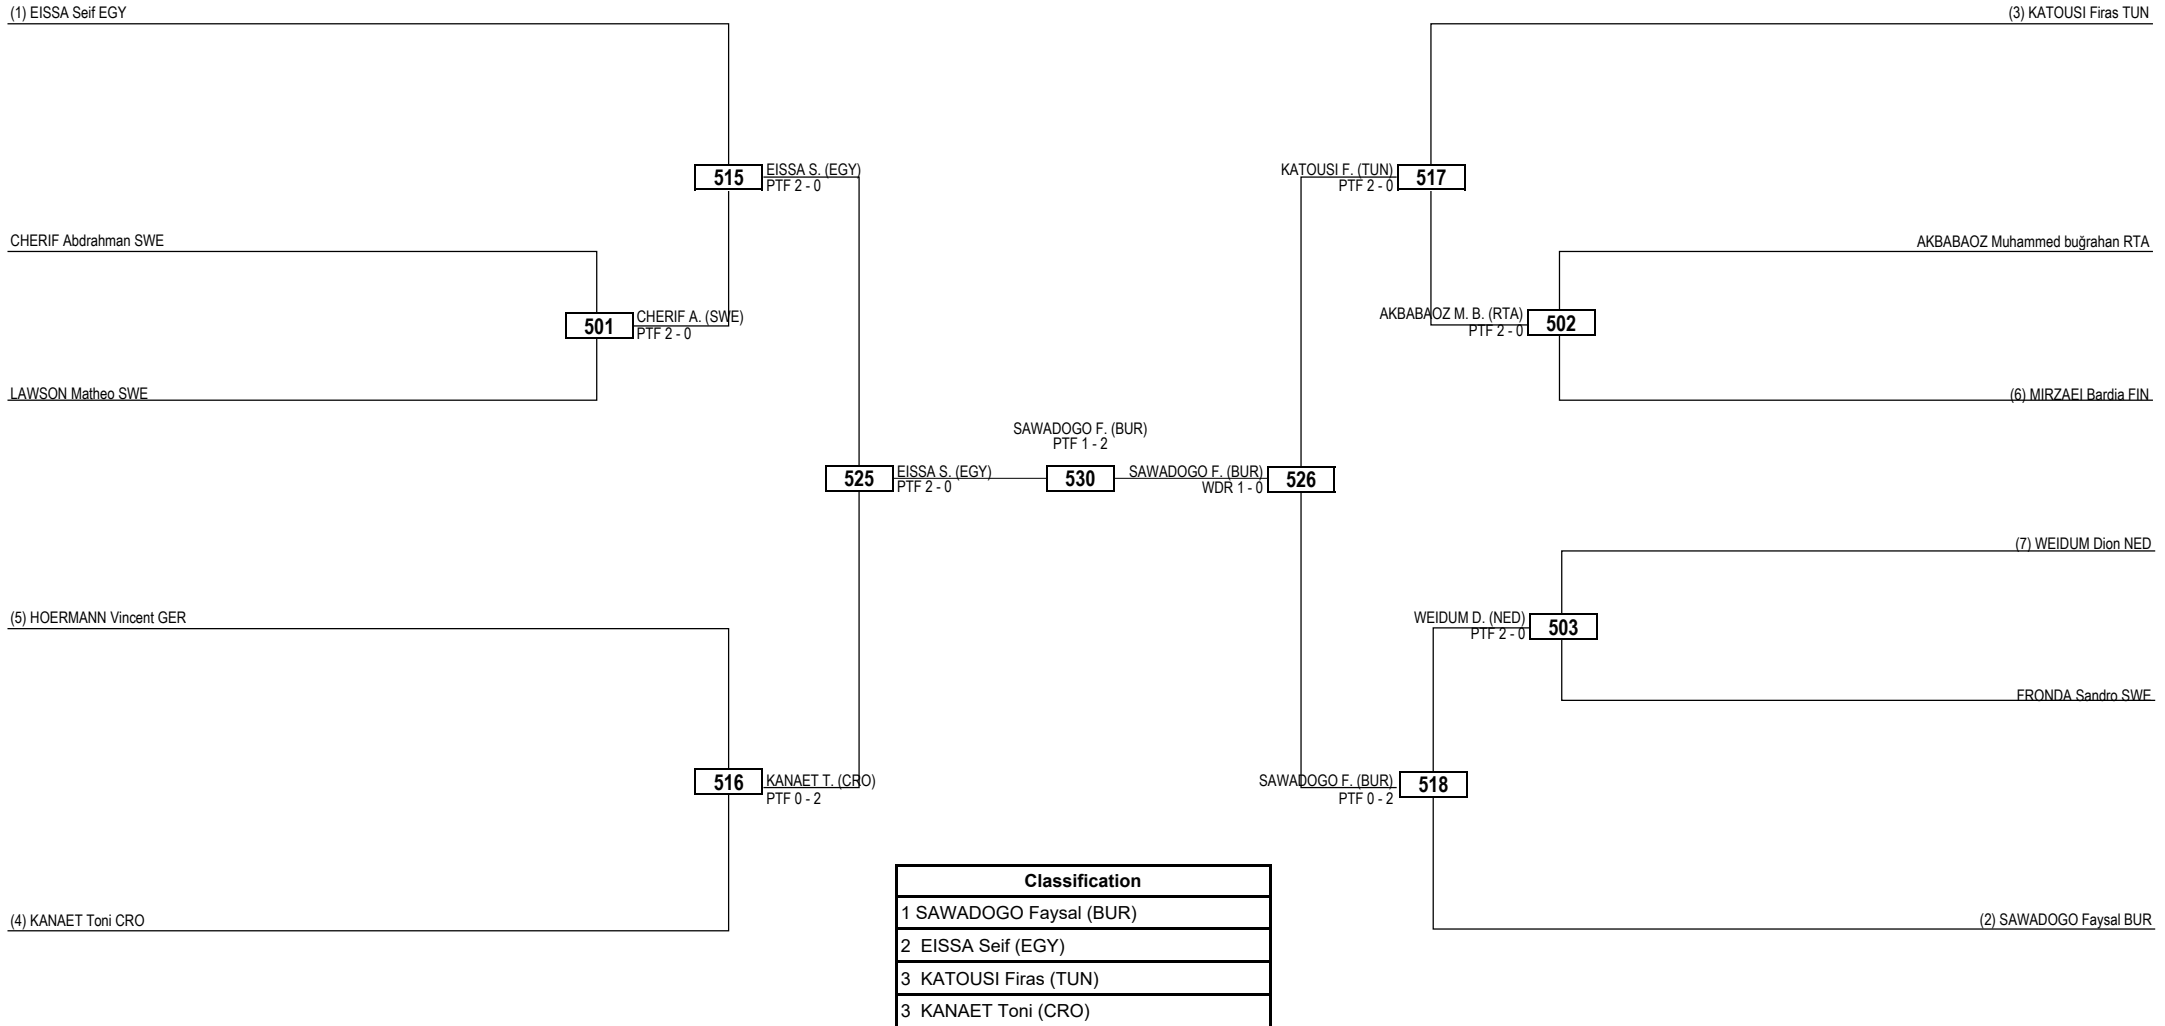 (1) EISSA Seif EGY
(3) KATOUSI Firas TUN
515
EISSA S. (EGY)
PTF 2 - 0
KATOUSI F. (TUN)
PTF 2 - 0
517
CHERIF Abdrahman SWE
AKBABAOZ Muhammed buğrahan RTA
501
CHERIF A. (SWE)
PTF 2 - 0
AKBABAOZ M. B. (RTA)
PTF 2 - 0
502
LAWSON Matheo SWE
(6) MIRZAEI Bardia FIN
SAWADOGO F. (BUR)
PTF 1 - 2
525
EISSA S. (EGY)
PTF 2 - 0
530
SAWADOGO F. (BUR)
WDR 1 - 0
526
(7) WEIDUM Dion NED
(5) HOERMANN Vincent GER
WEIDUM D. (NED)
PTF 2 - 0
503
FRONDA Sandro SWE
516
KANAET T. (CRO)
PTF 0 - 2
SAWADOGO F. (BUR)
PTF 0 - 2
518
(4) KANAET Toni CRO
(2) SAWADOGO Faysal BUR
Classification
1 SAWADOGO Faysal (BUR)
2 EISSA Seif (EGY)
3 KATOUSI Firas (TUN)
3 KANAET Toni (CRO)